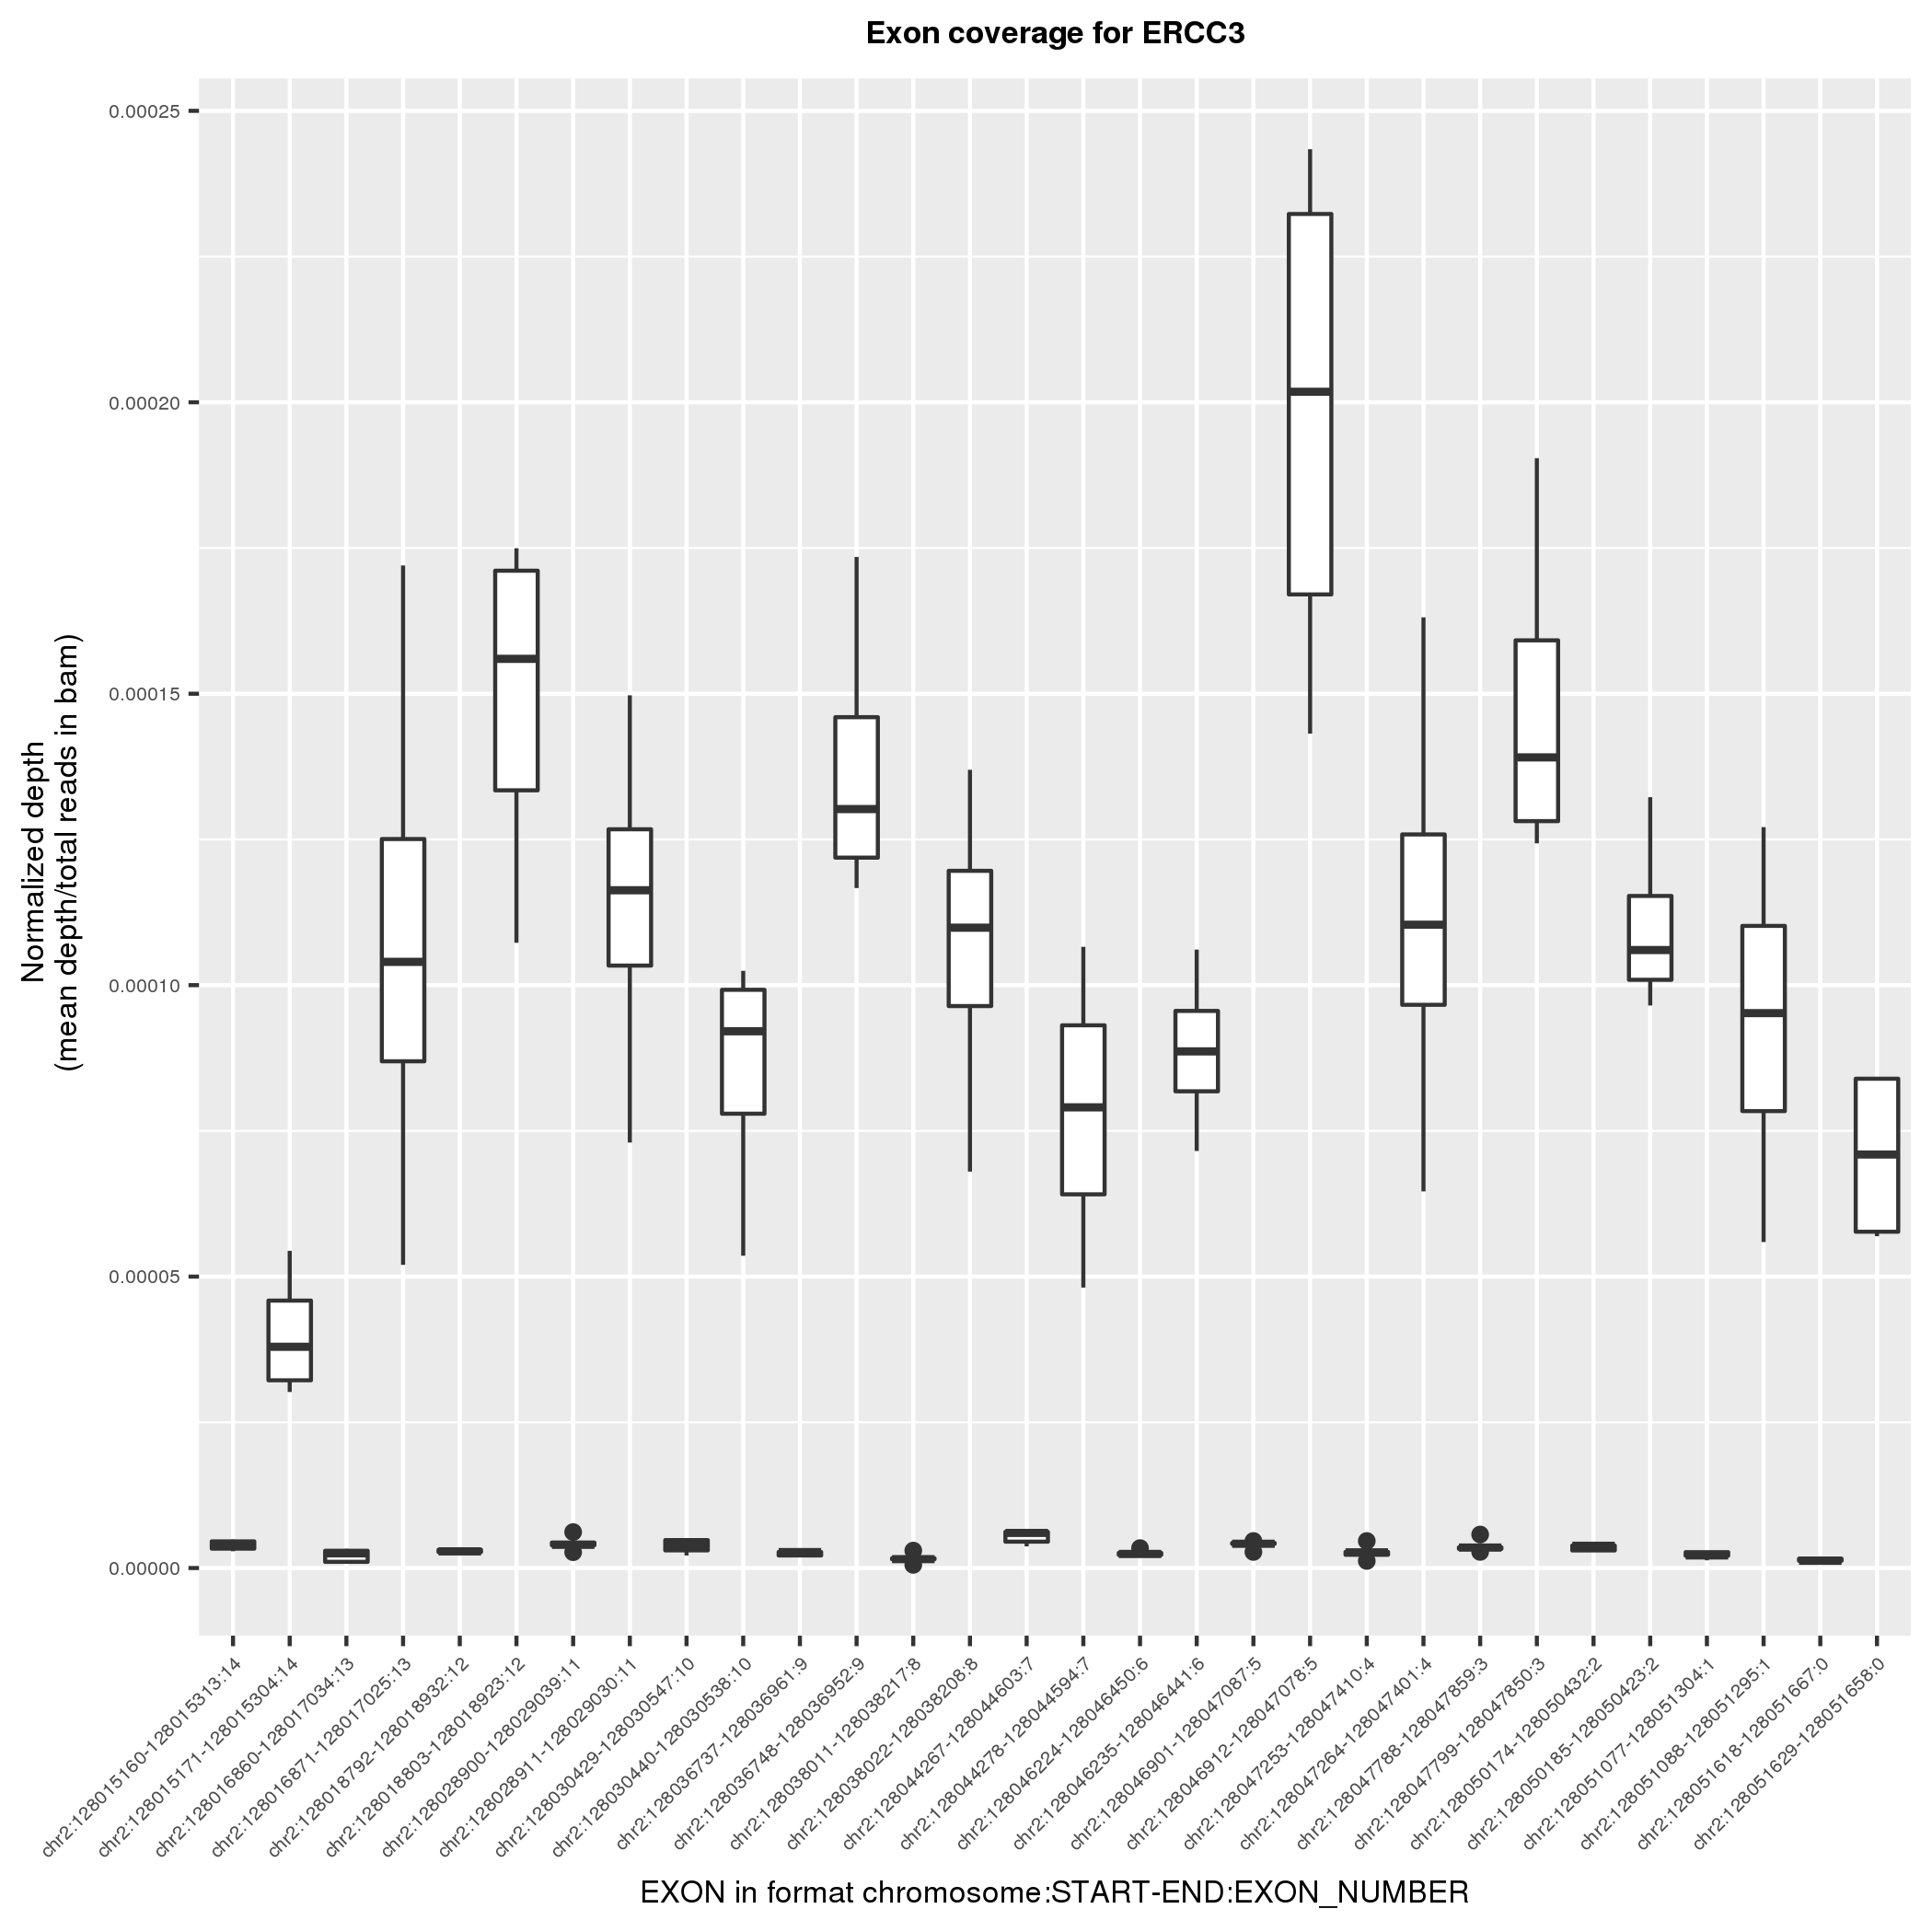 Exon coverage for ERCC3
0.00025
0.00020
0.00015
0.00010
0.00005
0.00000
Normalized depth
(mean depth/total reads in bam)
chr2:128015160-128015313:14
chr2:128015171-128015304:14
chr2:128016860-128017034:13
chr2:128016871-128017025:13
chr2:128018792-128018932:12
chr2:128018803-128018923:12
chr2:128028900-128029039:11
chr2:128028911-128029030:11
chr2:128030429-128030547:10
chr2:128030440-128030538:10
chr2:128036737-128036961:9
chr2:128036748-128036952:9
chr2:128038011-128038217:8
chr2:128038022-128038208:8
chr2:128044267-128044603:7
chr2:128044278-128044594:7
chr2:128046224-128046450:6
chr2:128046235-128046441:6
chr2:128046901-128047087:5
chr2:128046912-128047078:5
chr2:128047253-128047410:4
chr2:128047264-128047401:4
chr2:128047788-128047859:3
chr2:128047799-128047850:3
chr2:128050174-128050432:2
chr2:128050185-128050423:2
chr2:128051077-128051304:1
chr2:128051088-128051295:1
chr2:128051618-128051667:0
chr2:128051629-128051658:0
EXON in format chromosome:START-END:EXON_NUMBER